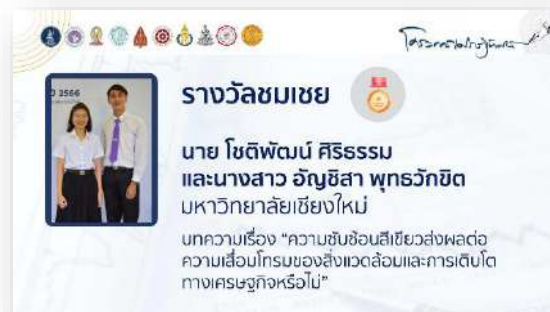 รางวัลชมเชย
นาย โชติพัฒน์ ศิริธรรม
และนางสาว อัญชิสา พุทธวักขิต
มหาวิทยาลัยเชียงใหม่
บทความเรื่อง “ความซับซ้อนสีเขียวส่งผลต่อ
ความเสื่อมโทรมของสิ่งแวดล้อมและการเติบโต
ทางเศรษฐกิจหรือไม่”
2566